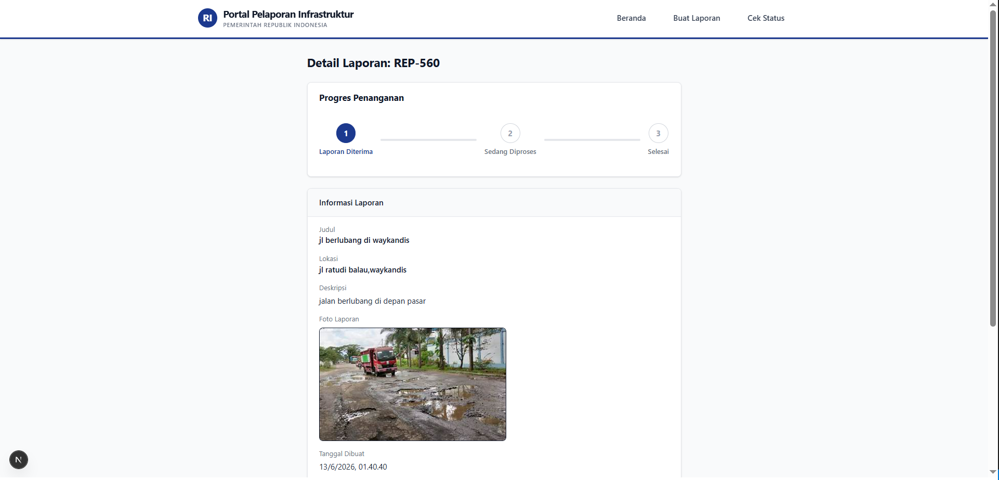 RI
Portal Pelaporan Infrastruktur
PEMERINTAH REPUBLIK INDONESIA
Beranda
Buat Laporan
Cek Status
Detail Laporan: REP-560
Progres Penanganan
1
2
3
Laporan Diterima
Sedang Diproses
Selesai
Informasi Laporan
Judul
jl berlubang di waykandis
Lokasi
jl ratudi balau,waykandis
Deskripsi
jalan berlubang di depan pasar
Foto Laporan
Tanggal Dibuat
13/6/2026, 01.40.40
N